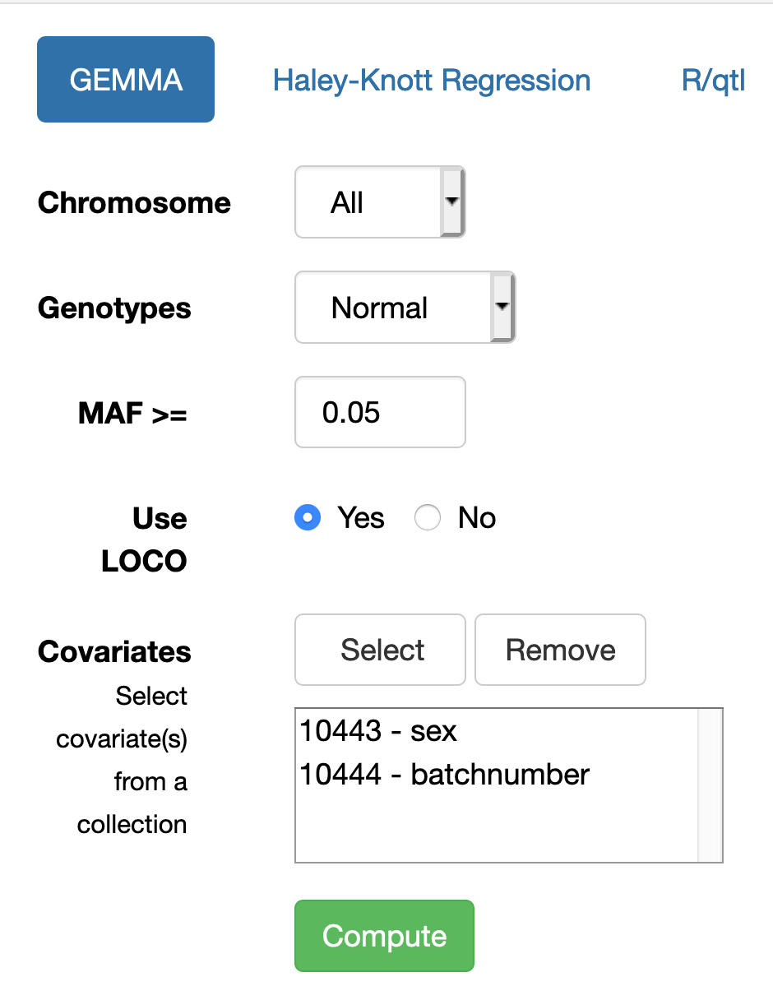 GEMMA Haley-Knott Regression R/qtl
Chromosome All
Genotypes Normal
MAF >= 0.05
Use Yes No
LOCO
Covariates Select Remove
Select
covariate(s)
from a
collection
10443 - sex
10444 - batchnumber
Compute